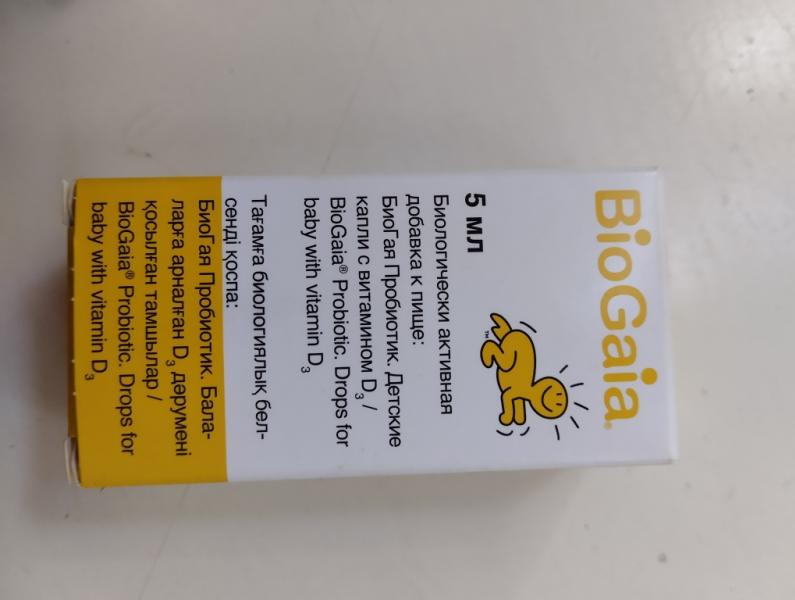 BioGaia®
™
5 мл
Биологически активная
добавка к пище:
БиоГая Пробиотик. Детские
капли с витамином D₃ /
BioGaia® Probiotic. Drops for
baby with vitamin D₃
Тағамға биологиялық бел-
сенді қоспа:
БиоГая Пробиотик. Бала-
ларға арналған D₃ дәрумені
қосылған тамшылар /
BioGaia® Probiotic. Drops for
baby with vitamin D₃